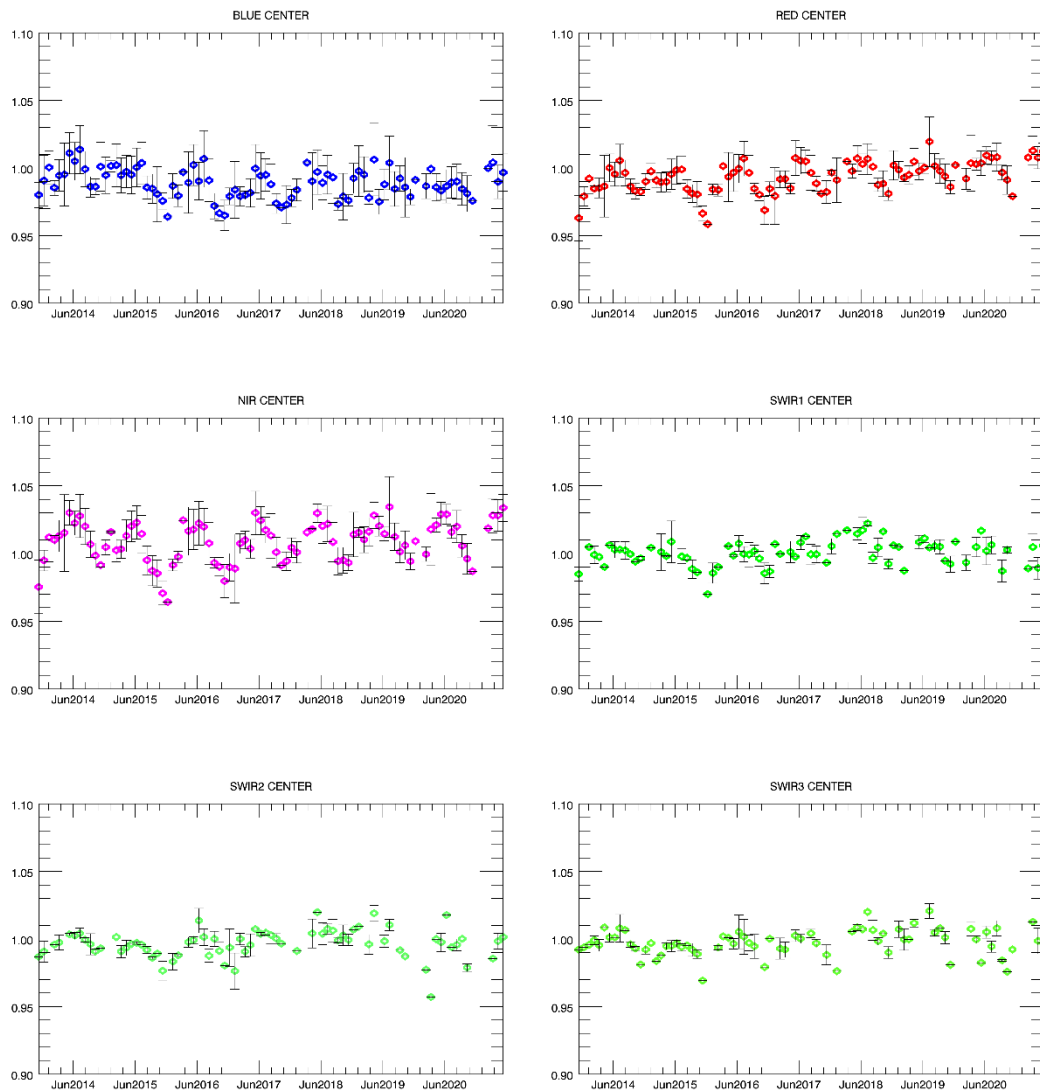 BLUE CENTER
1.10
1.05
1.00
0.95
0.90
Jun2014 Jun2015 Jun2016 Jun2017 Jun2018 Jun2019 Jun2020
RED CENTER
1.10
1.05
1.00
0.95
0.90
Jun2014 Jun2015 Jun2016 Jun2017 Jun2018 Jun2019 Jun2020
NIR CENTER
1.10
1.05
1.00
0.95
0.90
Jun2014 Jun2015 Jun2016 Jun2017 Jun2018 Jun2019 Jun2020
SWIR1 CENTER
1.10
1.05
1.00
0.95
0.90
Jun2014 Jun2015 Jun2016 Jun2017 Jun2018 Jun2019 Jun2020
SWIR2 CENTER
1.10
1.05
1.00
0.95
0.90
Jun2014 Jun2015 Jun2016 Jun2017 Jun2018 Jun2019 Jun2020
SWIR3 CENTER
1.10
1.05
1.00
0.95
0.90
Jun2014 Jun2015 Jun2016 Jun2017 Jun2018 Jun2019 Jun2020